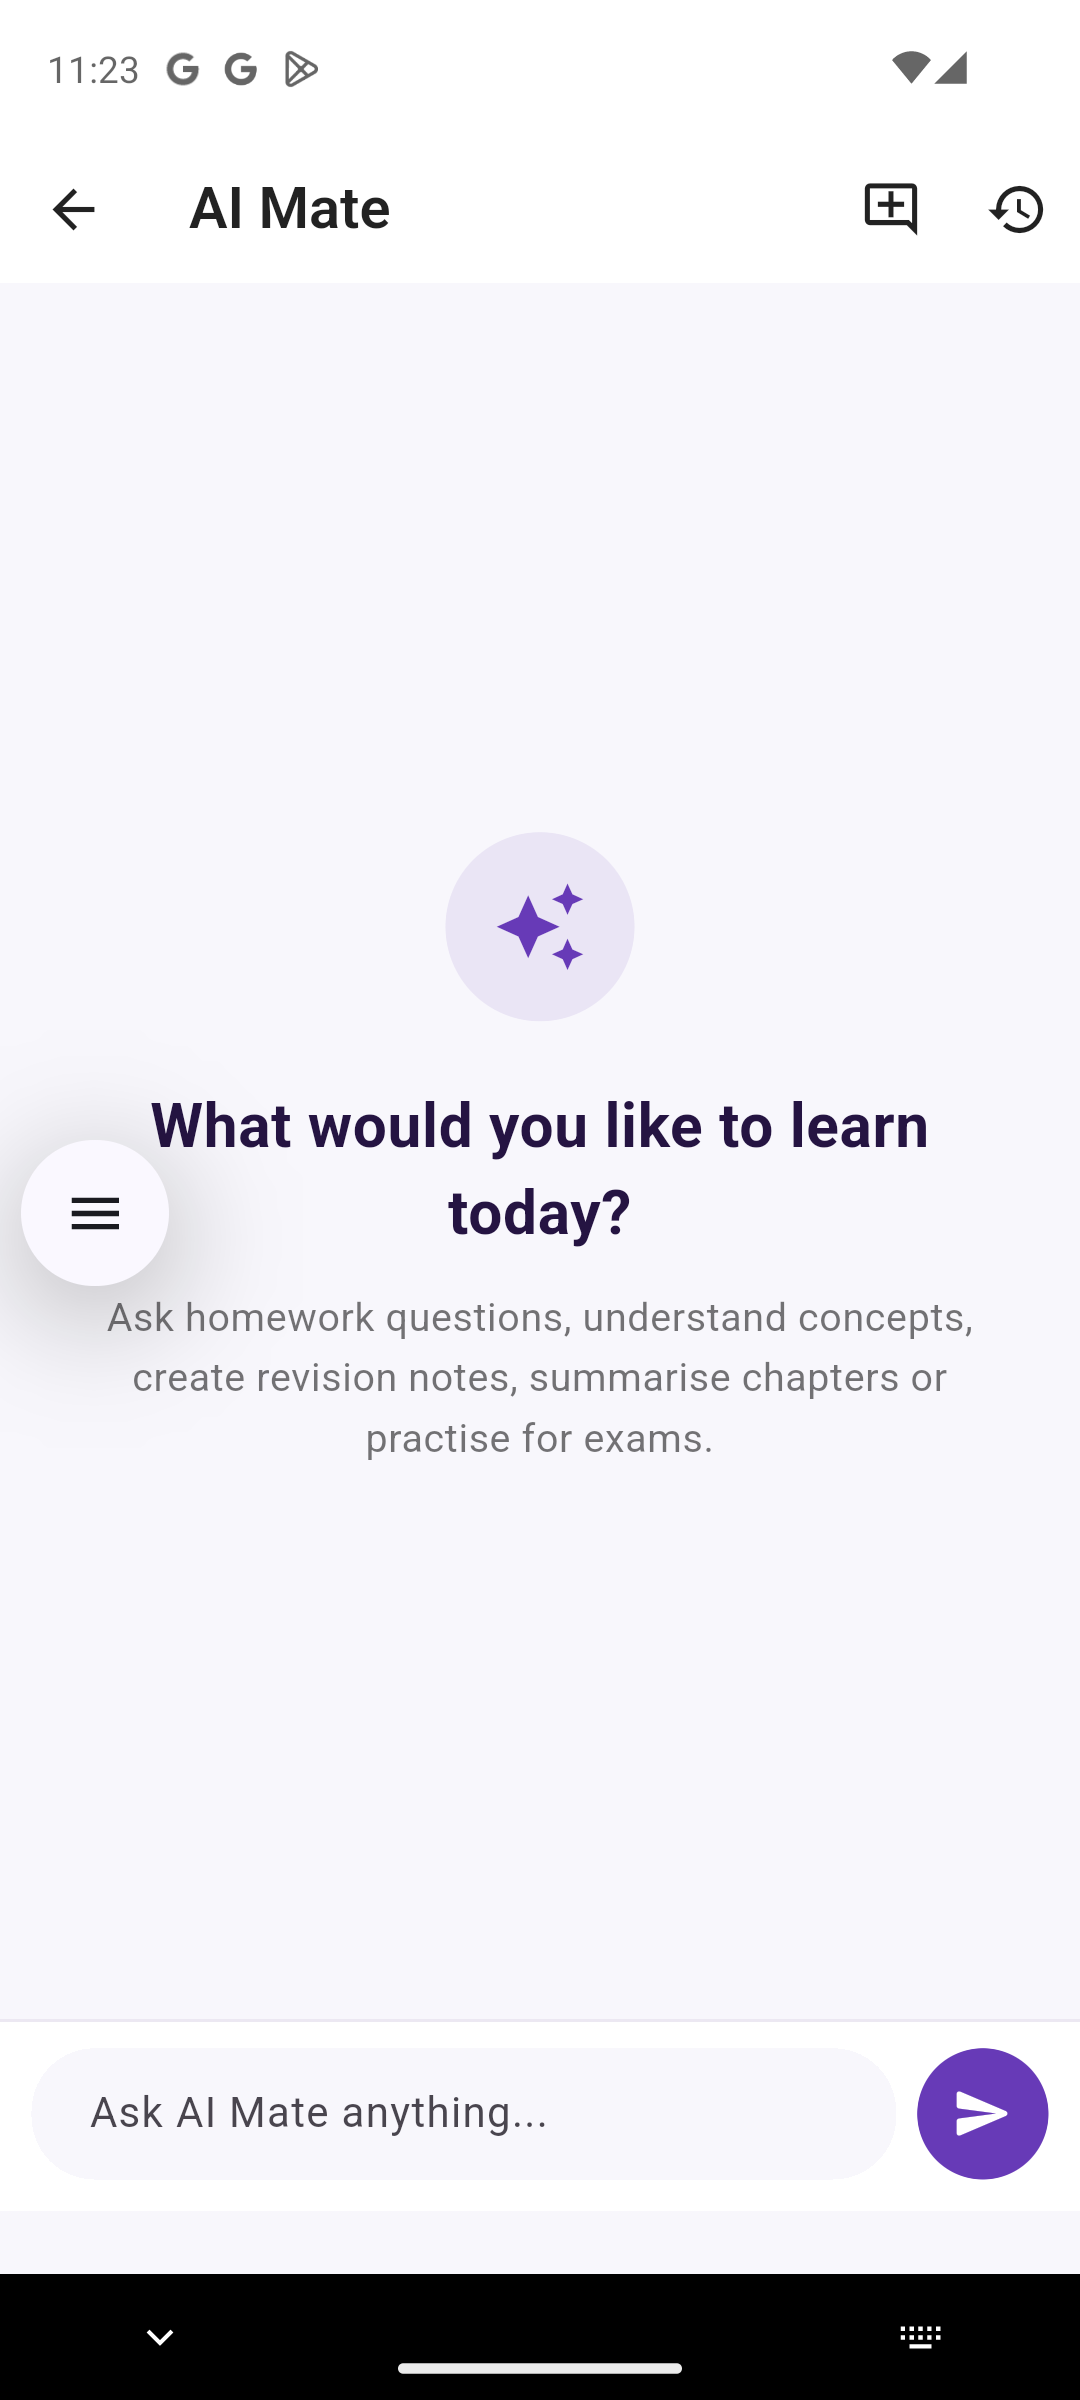 11:23
AI Mate
What would you like to learn
today?
Ask homework questions, understand concepts,
create revision notes, summarise chapters or
practise for exams.
Ask AI Mate anything...